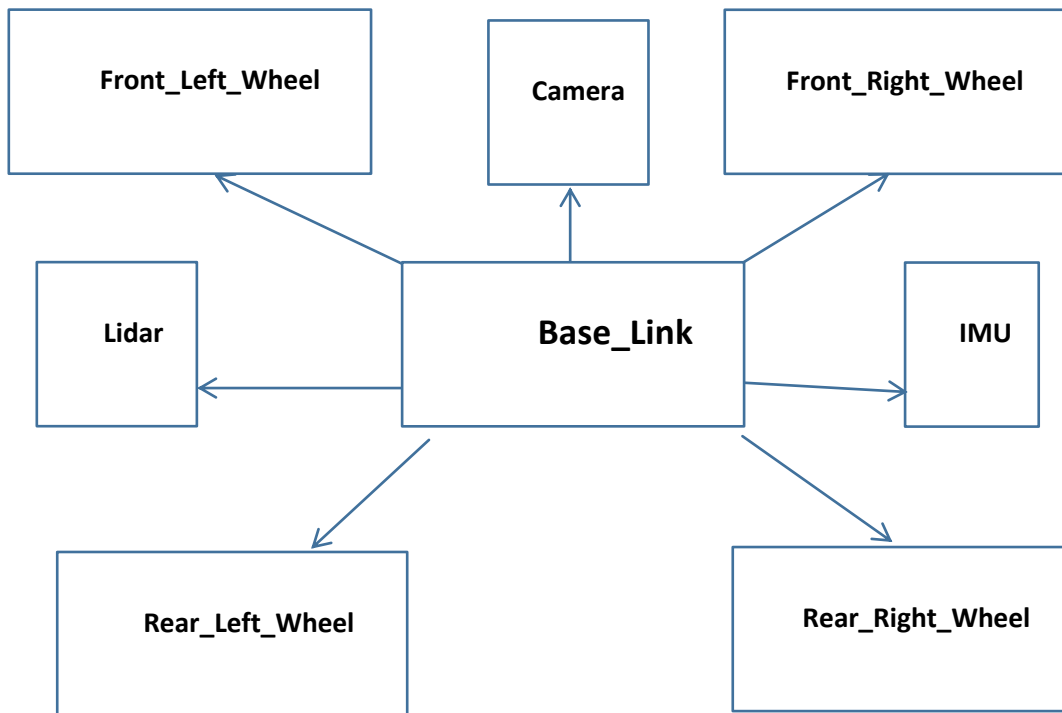 Front_Left_Wheel
Camera
Front_Right_Wheel
Lidar
Base_Link
IMU
Rear_Left_Wheel
Rear_Right_Wheel